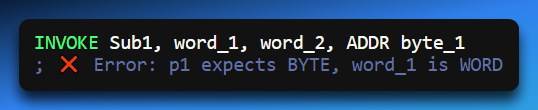 INVOKE Sub1, word_1, word_2, ADDR byte_1
; ❌ Error: p1 expects BYTE, word_1 is WORD